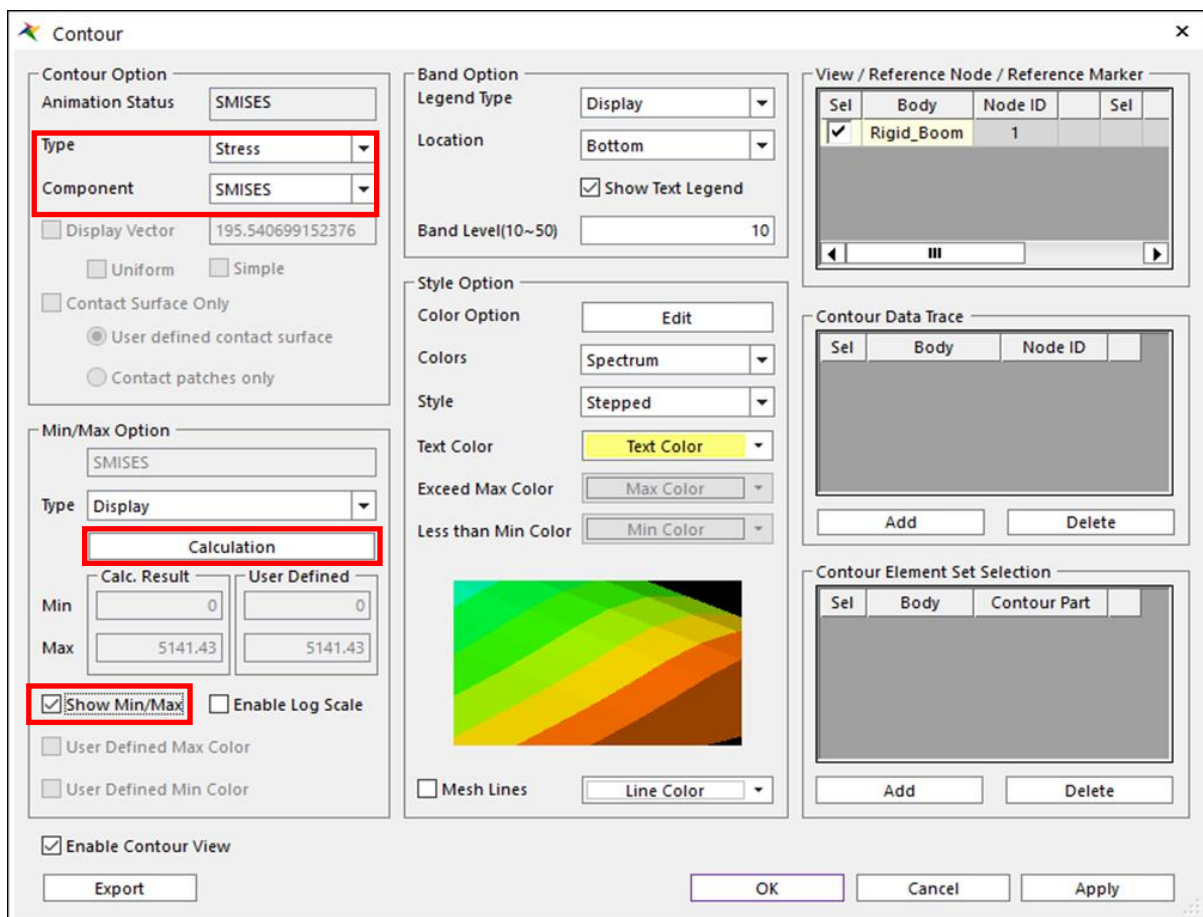 Contour
Contour Option
Animation Status SMISES
Type Stress
Component SMISES
Display Vector 195.540699152376
Uniform Simple
Contact Surface Only
User defined contact surface
Contact patches only
Min/Max Option
SMISES
Type Display
Calculation
Calc. Result User Defined
Min 0 0
Max 5141.43 5141.43
Show Min/Max Enable Log Scale
User Defined Max Color
User Defined Min Color
Enable Contour View
Export
Band Option
Legend Type Display
Location Bottom
Show Text Legend
Band Level(10~50) 10
Style Option
Color Option Edit
Colors Spectrum
Style Stepped
Text Color Text Color
Exceed Max Color Max Color
Less than Min Color Min Color
Mesh Lines Line Color
View / Reference Node / Reference Marker
Sel Body Node ID Sel
Rigid_Boom 1
Contour Data Trace
Sel Body Node ID
Add Delete
Contour Element Set Selection
Sel Body Contour Part
Add Delete
OK Cancel Apply